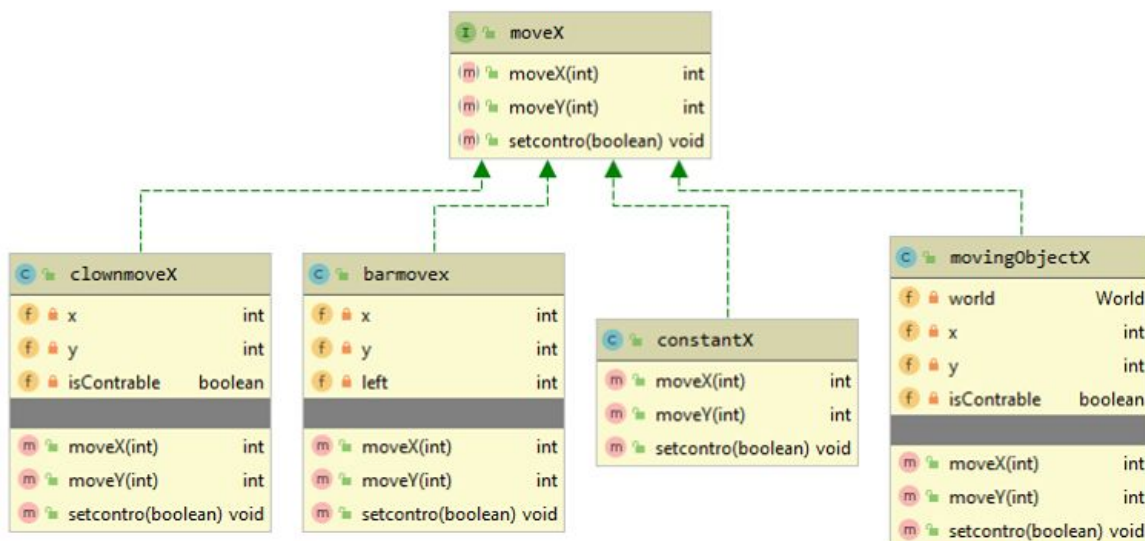 I moveX
m moveX(int) int
m moveY(int) int
m setcontro(boolean) void
C clownmoveX
f x int
f y int
f isContrable boolean
m moveX(int) int
m moveY(int) int
m setcontro(boolean) void
C barmovex
f x int
f y int
f left int
m moveX(int) int
m moveY(int) int
m setcontro(boolean) void
C constantX
m moveX(int) int
m moveY(int) int
m setcontro(boolean) void
C movingObjectX
f world World
f x int
f y int
f isContrable boolean
m moveX(int) int
m moveY(int) int
m setcontro(boolean) void